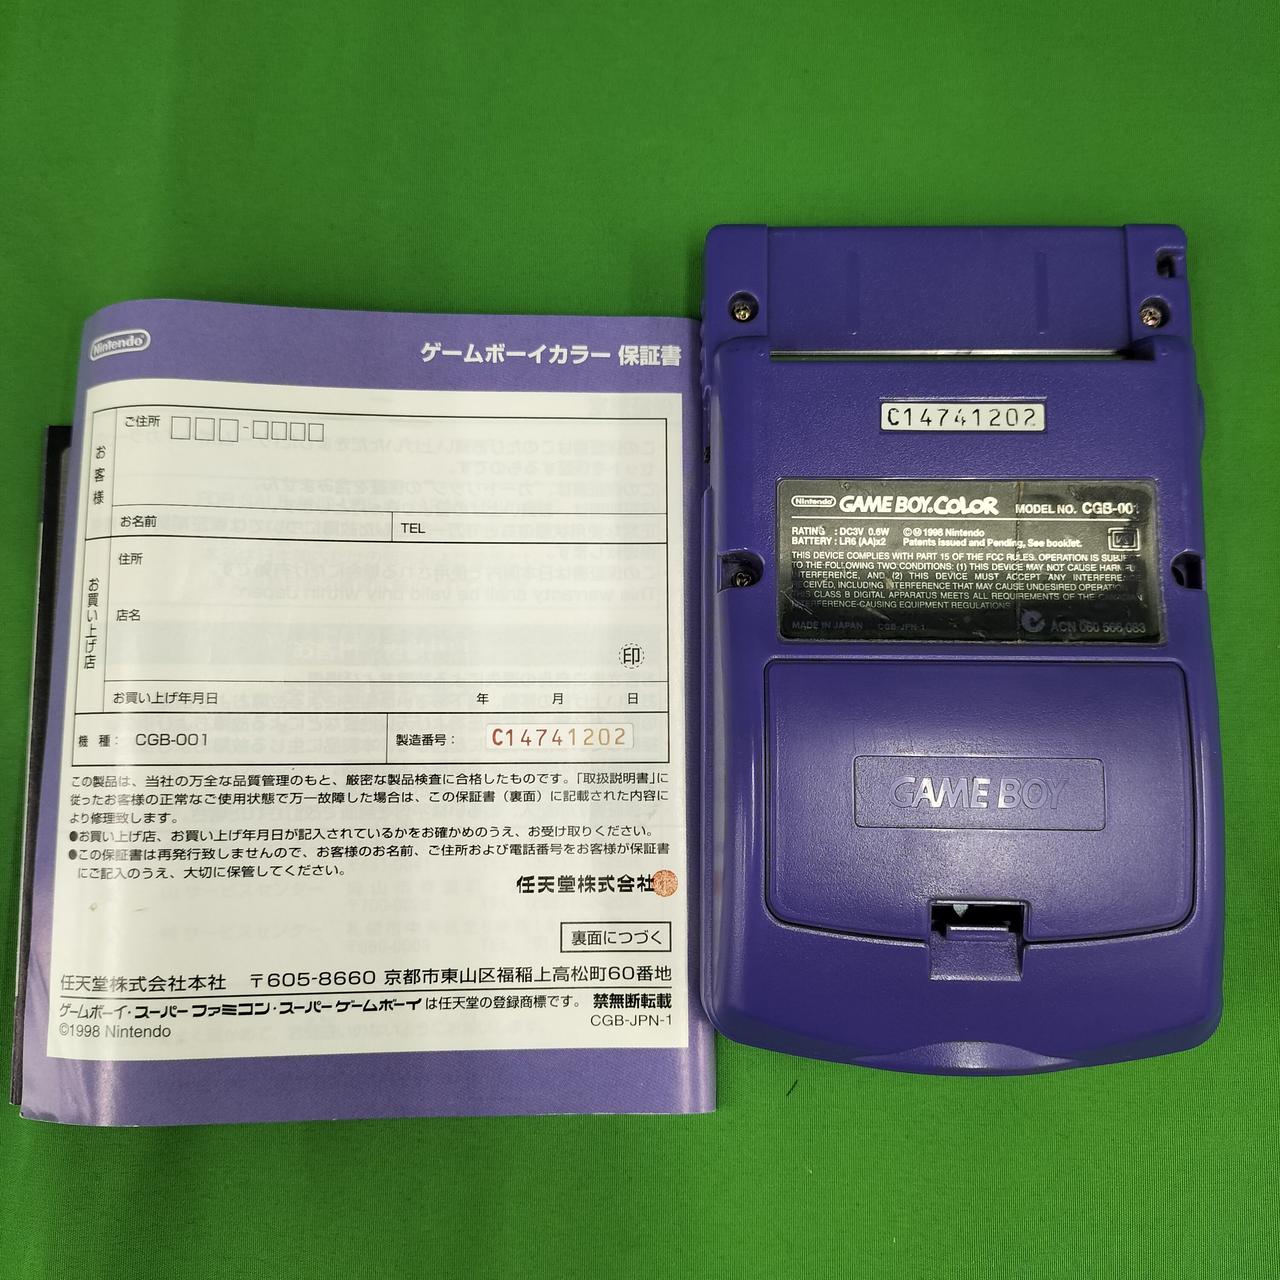 Nintendo
ゲームボーイカラー 保証書
お客様
ご住所
お名前
TEL
お買い上げ店
住所
店名
印
お買い上げ年月日 年 月 日
機 種： CGB-001
製造番号： C14741202
この製品は、当社の万全な品質管理のもと、厳密な製品検査に合格したものです。「取扱説明書」に
従ったお客様の正常なご使用状態で万一故障した場合は、この保証書（裏面）に記載された内容に
より修理致します。
●お買い上げ店、お買い上げ年月日が記入されているかをお確かめのうえ、お受け取りください。
●この保証書は再発行致しませんので、お客様のお名前、ご住所および電話番号をお客様が保証書
にご記入のうえ、大切に保管してください。
任天堂株式会社
裏面につづく
任天堂株式会社本社 〒605-8660 京都市東山区福稲上高松町60番地
ゲームボーイ・スーパーファミコン・スーパーゲームボーイは任天堂の登録商標です。 禁無断転載
©1998 Nintendo
CGB-JPN-1
C14741202
Nintendo GAME BOY COLOR MODEL NO. CGB-001
RATING : DC3V 0.6W ©Ⓜ1998 Nintendo
BATTERY : LR6 (AA)x2 Patents issued and Pending, See booklet.
THIS DEVICE COMPLIES WITH PART 15 OF THE FCC RULES. OPERATION IS SUBJECT
TO THE FOLLOWING TWO CONDITIONS: (1) THIS DEVICE MAY NOT CAUSE HARMFUL
INTERFERENCE, AND (2) THIS DEVICE MUST ACCEPT ANY INTERFERENCE
RECEIVED, INCLUDING INTERFERENCE THAT MAY CAUSE UNDESIRED OPERATION.
THIS CLASS B DIGITAL APPARATUS MEETS ALL REQUIREMENTS OF THE CANADIAN
INTERFERENCE-CAUSING EQUIPMENT REGULATIONS.
MADE IN JAPAN CGB-JPN-1 ACN 060 566 083
GAME BOY